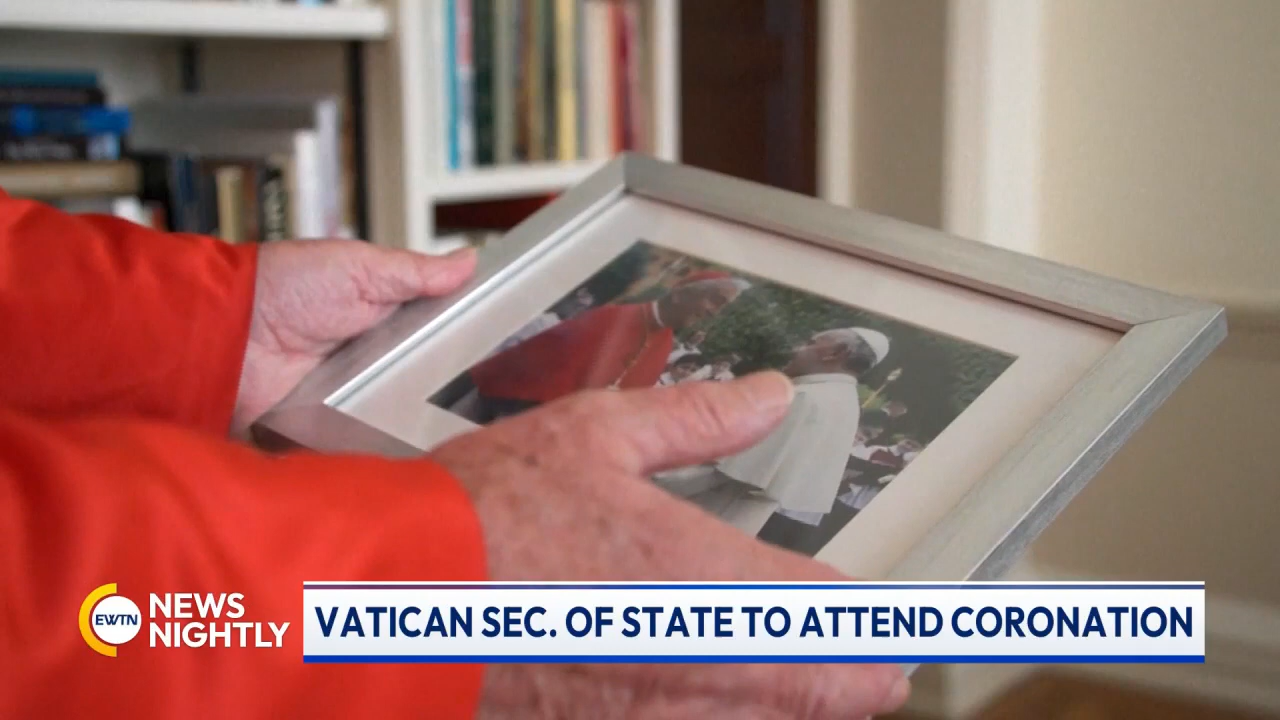 EWTN
NEWS
NIGHTLY
VATICAN SEC. OF STATE TO ATTEND CORONATION